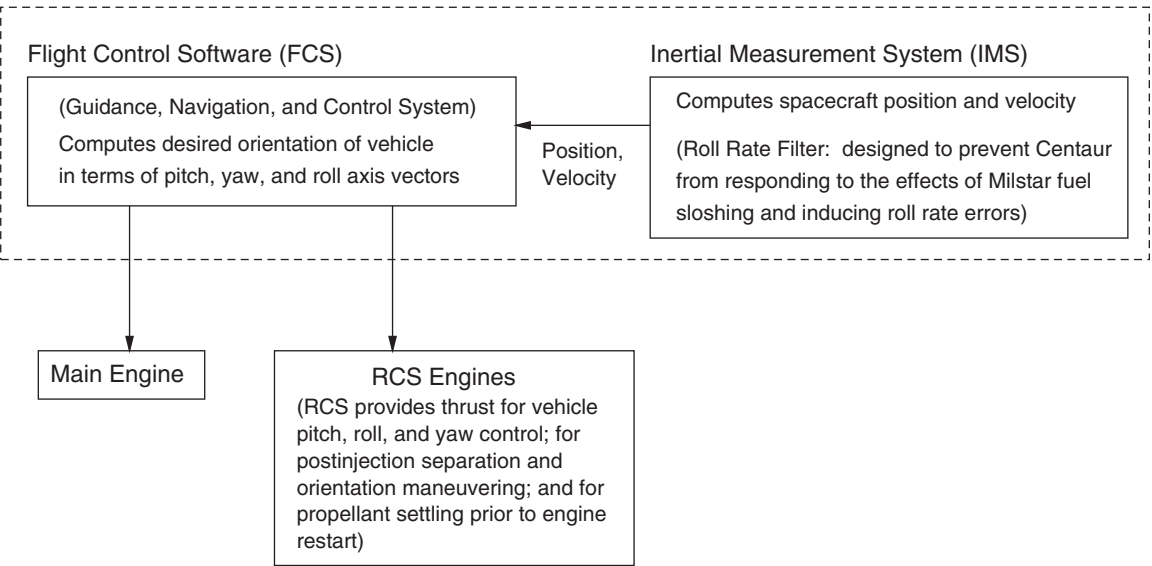 Flight Control Software (FCS)
(Guidance, Navigation, and Control System)
Computes desired orientation of vehicle
in terms of pitch, yaw, and roll axis vectors
Position,
Velocity
Inertial Measurement System (IMS)
Computes spacecraft position and velocity
(Roll Rate Filter:  designed to prevent Centaur
from responding to the effects of Milstar fuel
sloshing and inducing roll rate errors)
Main Engine
RCS Engines
(RCS provides thrust for vehicle
pitch, roll, and yaw control; for
postinjection separation and
orientation maneuvering; and for
propellant settling prior to engine
restart)